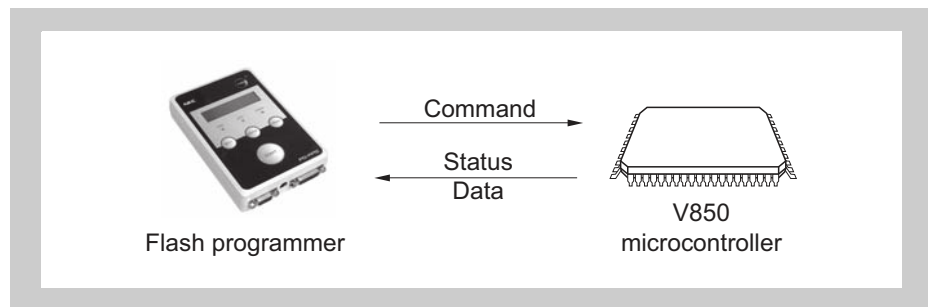 Command
Status
Data
Flash programmer
V850
microcontroller